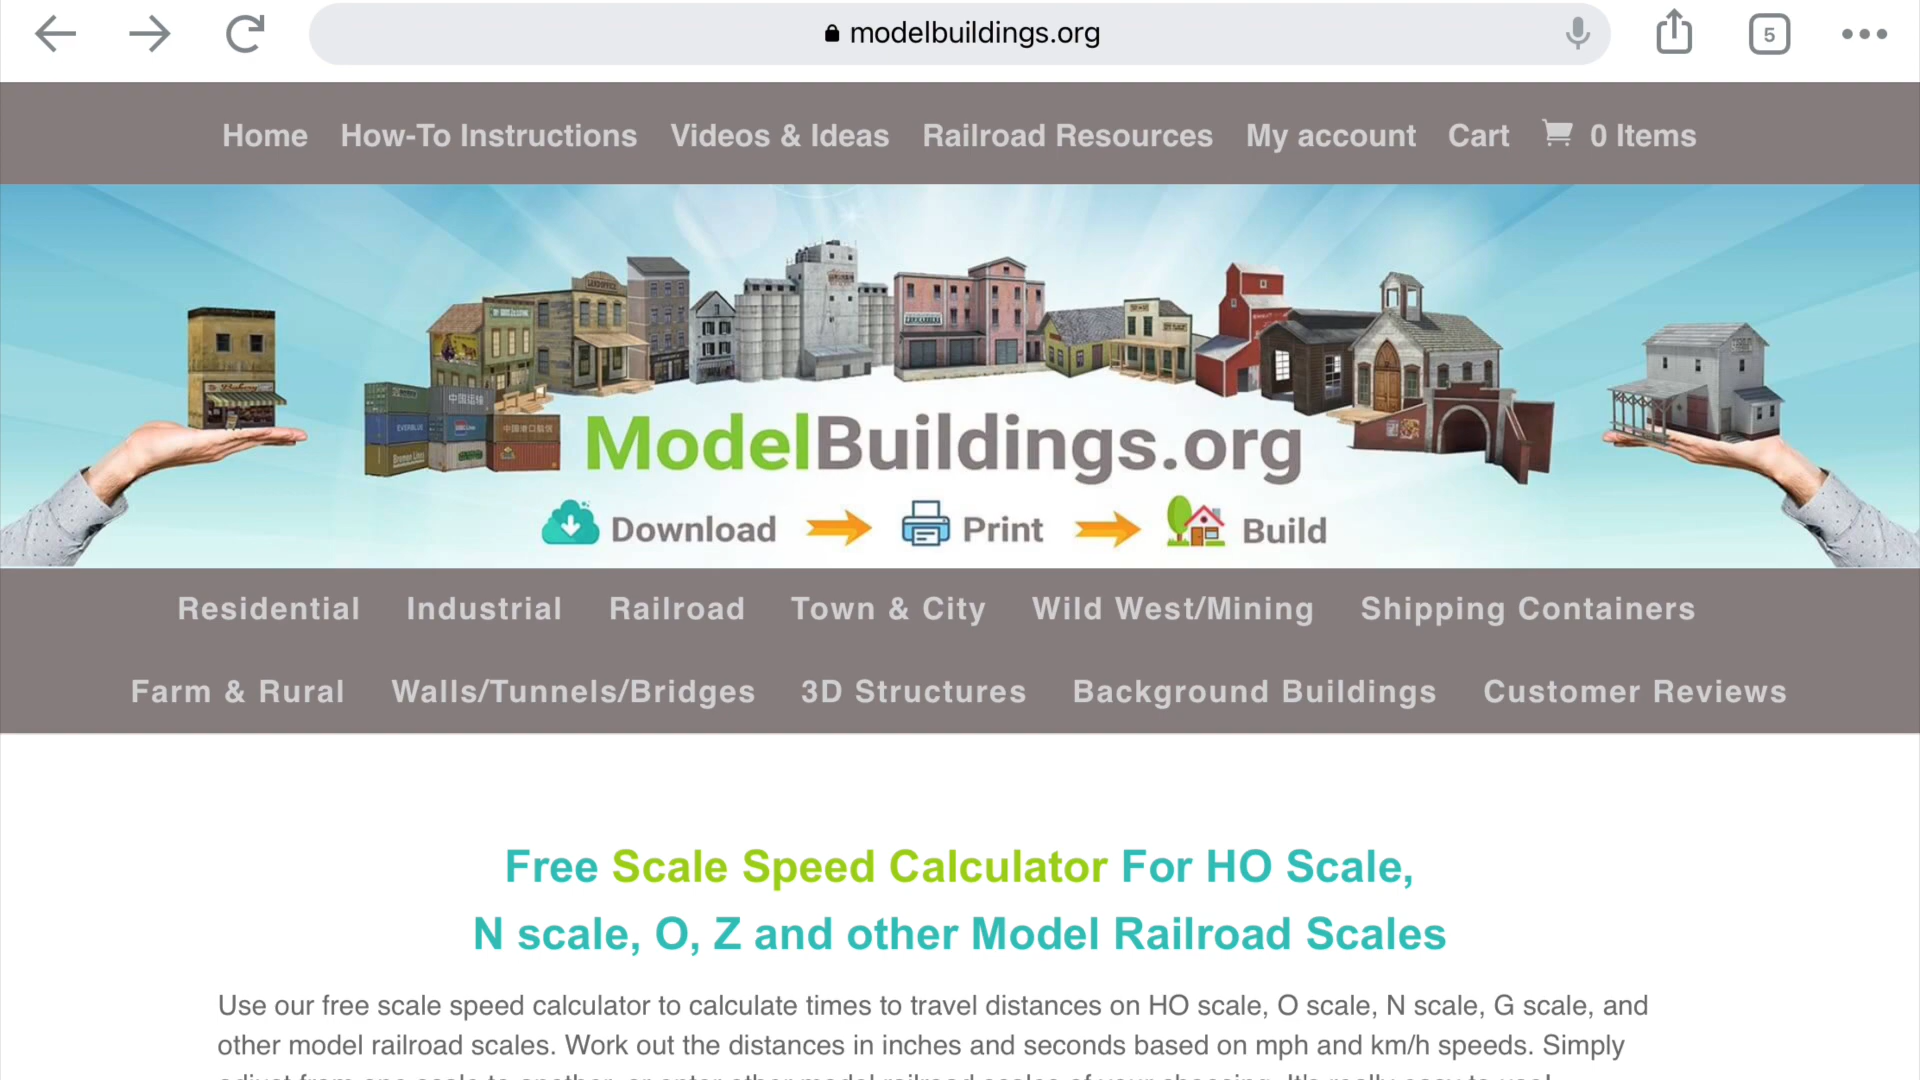 modelbuildings.org
5
Home How-To Instructions Videos & Ideas Railroad Resources My account Cart 0 Items
ModelBuildings.org
Download Print Build
Residential Industrial Railroad Town & City Wild West/Mining Shipping Containers
Farm & Rural Walls/Tunnels/Bridges 3D Structures Background Buildings Customer Reviews
Free Scale Speed Calculator For HO Scale,
N scale, O, Z and other Model Railroad Scales
Use our free scale speed calculator to calculate times to travel distances on HO scale, O scale, N scale, G scale, and
other model railroad scales. Work out the distances in inches and seconds based on mph and km/h speeds. Simply